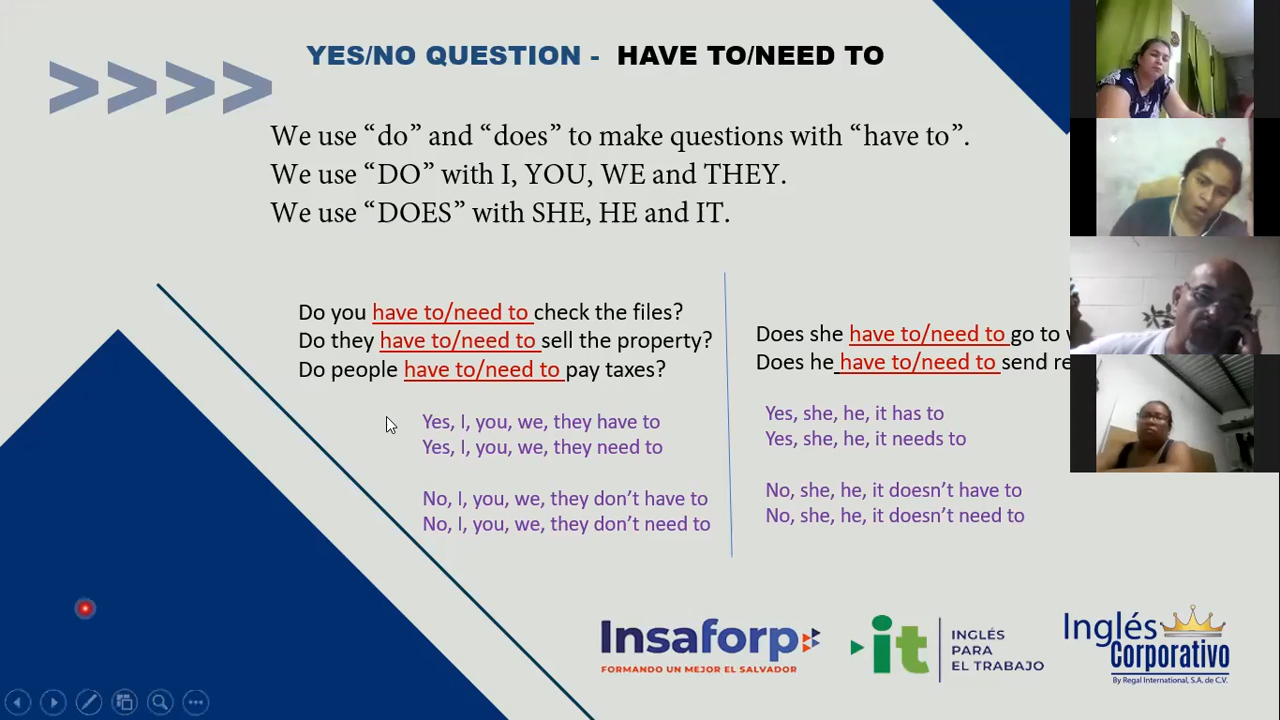 YES/NO QUESTION - HAVE TO/NEED TO
We use “do” and “does” to make questions with “have to”.
We use “DO” with I, YOU, WE and THEY.
We use “DOES” with SHE, HE and IT.
Do you have to/need to check the files?
Do they have to/need to sell the property?
Do people have to/need to pay taxes?
Yes, I, you, we, they have to
Yes, I, you, we, they need to
No, I, you, we, they don’t have to
No, I, you, we, they don’t need to
Does she have to/need to go to
Does he have to/need to send
Yes, she, he, it has to
Yes, she, he, it needs to
No, she, he, it doesn’t have to
No, she, he, it doesn’t need to
Insaforp
FORMANDO UN MEJOR EL SALVADOR
it
INGLÉS
PARA
EL TRABAJO
Inglés
Corporativo
By Regal International, S.A. de C.V.